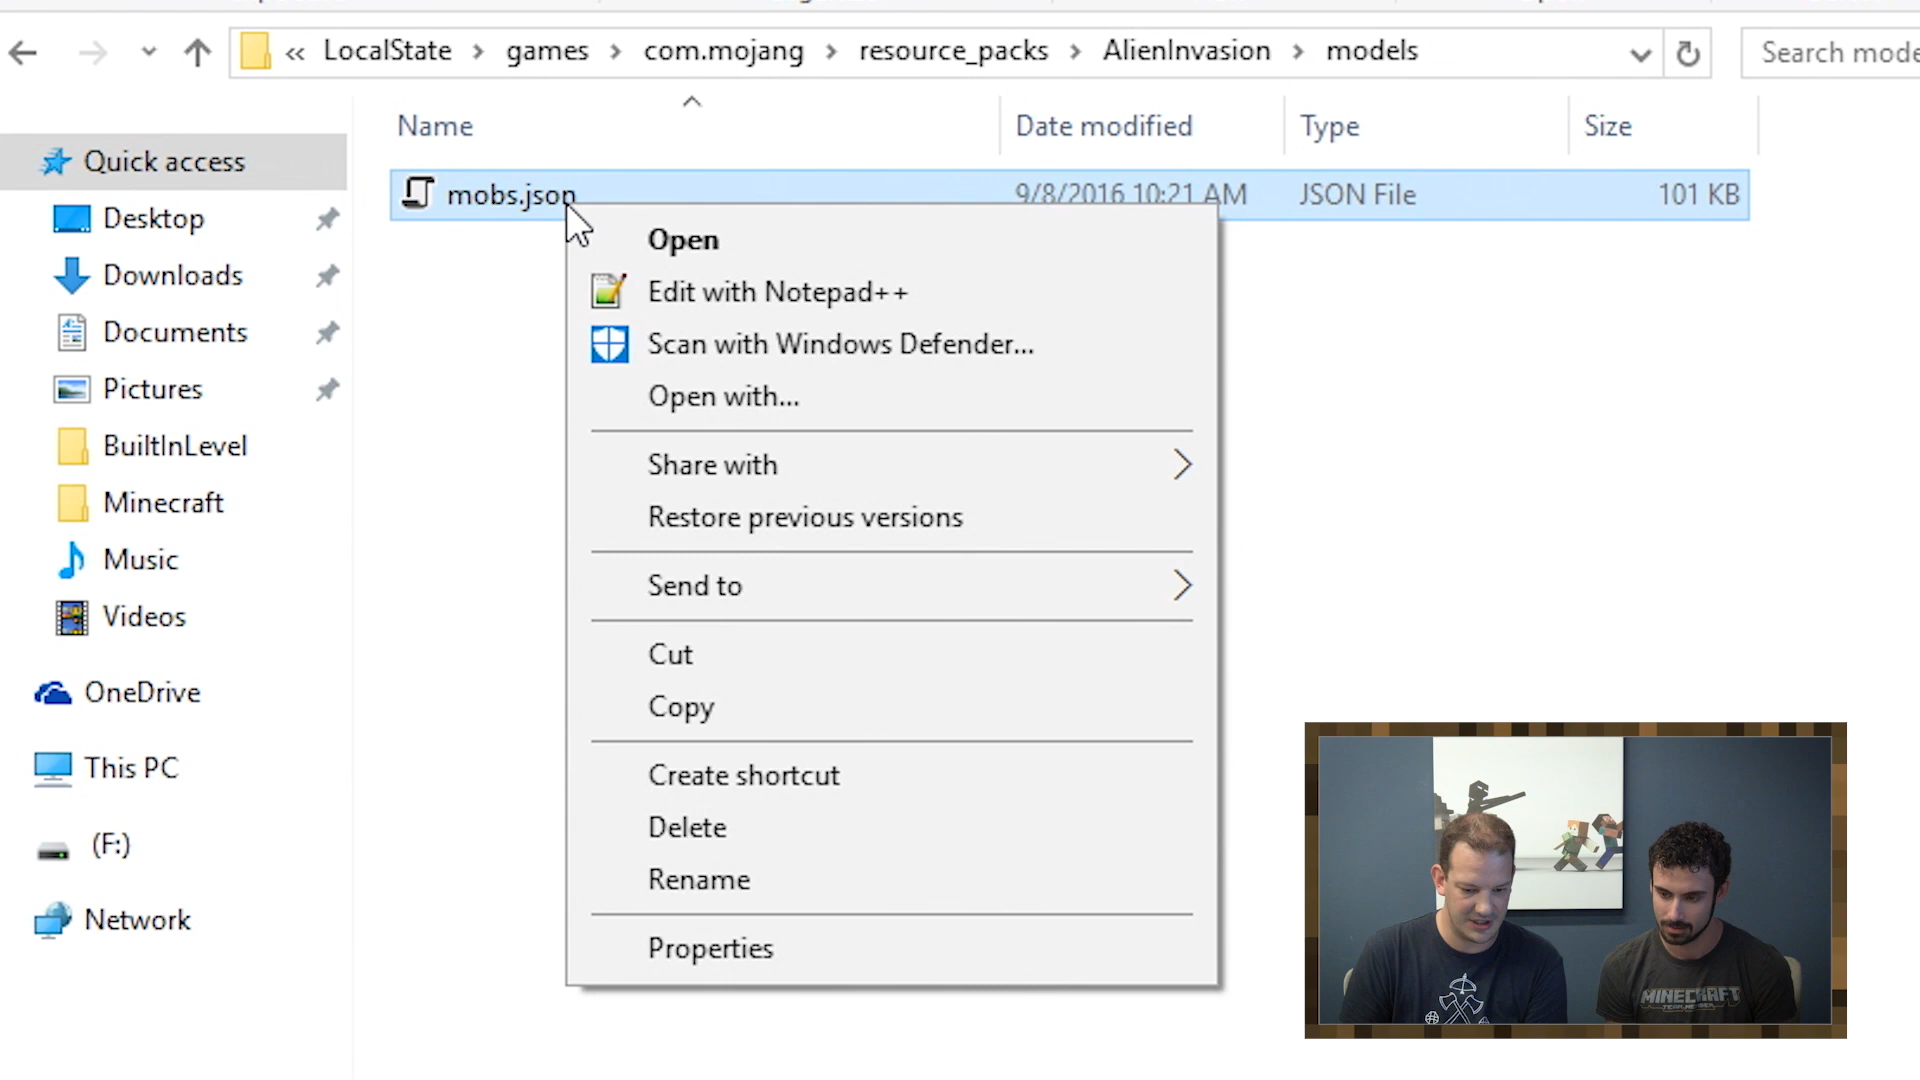 « LocalState > games > com.mojang > resource_packs > AlienInvasion > models
Search mode
Name Date modified Type Size
Quick access
Desktop
Downloads
Documents
Pictures
BuiltInLevel
Minecraft
Music
Videos
OneDrive
This PC
(F:)
Network
mobs.json 9/8/2016 10:21 AM JSON File 101 KB
Open
Edit with Notepad++
Scan with Windows Defender...
Open with...
Share with
Restore previous versions
Send to
Cut
Copy
Create shortcut
Delete
Rename
Properties
MINECRAFT